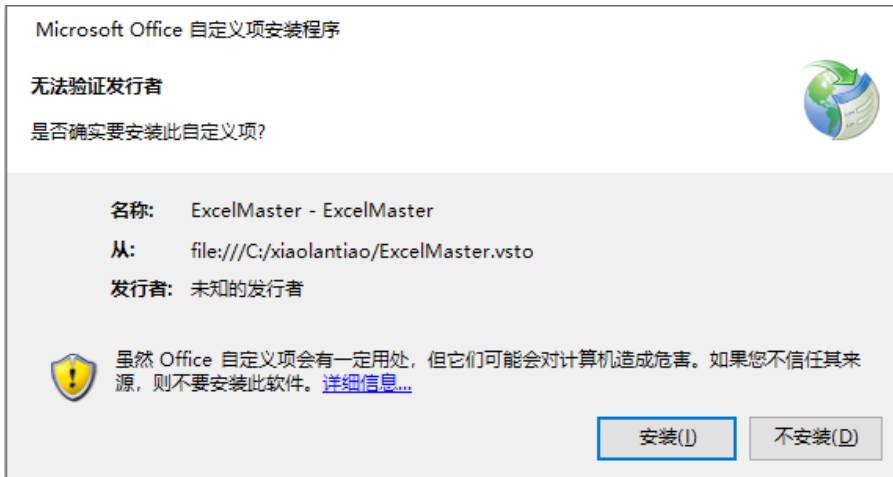 Microsoft Office 自定义项安装程序
无法验证发行者
是否确实要安装此自定义项?
名称: ExcelMaster - ExcelMaster
从: file:///C:/xiaolantiao/ExcelMaster.vsto
发行者: 未知的发行者
虽然 Office 自定义项会有一定用处，但它们可能会对计算机造成危害。如果您不信任其来
源，则不要安装此软件。详细信息...
安装(I) 不安装(D)